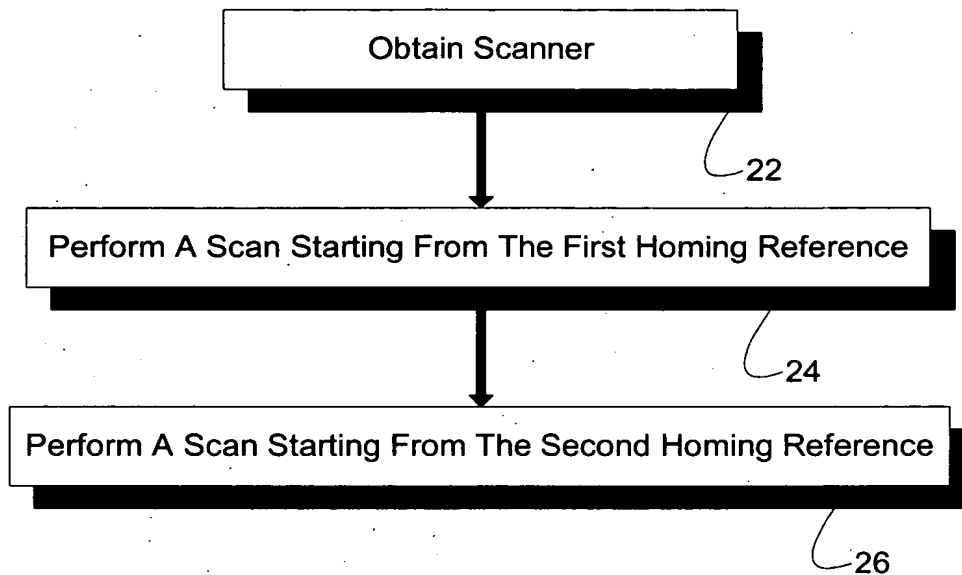 Obtain Scanner
22
Perform A Scan Starting From The First Homing Reference
24
Perform A Scan Starting From The Second Homing Reference
26